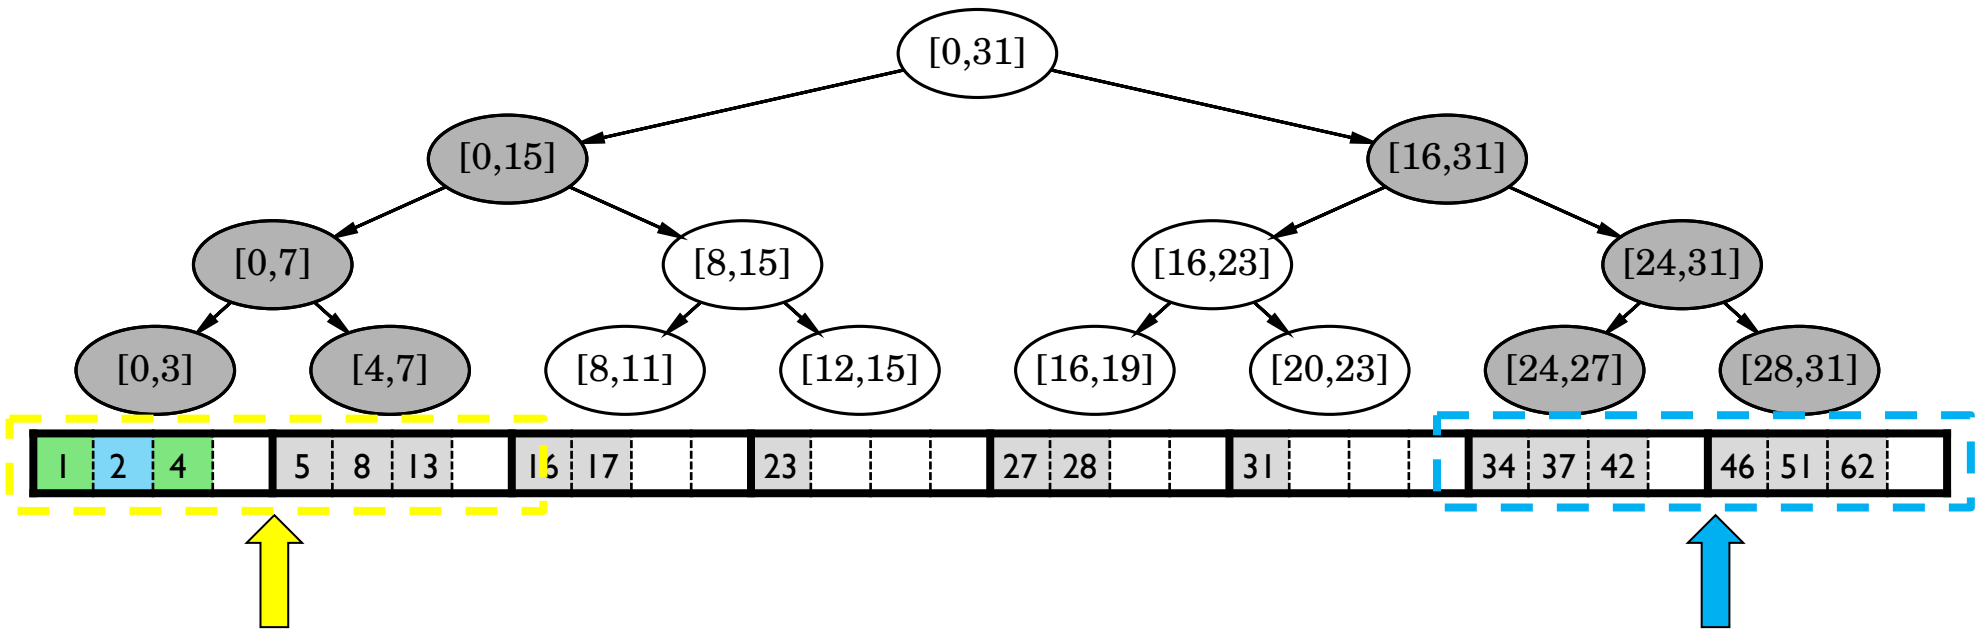 [0,31]
[0,15] [16,31]
[0,7] [8,15] [16,23] [24,31]
[0,3] [4,7] [8,11] [12,15] [16,19] [20,23] [24,27] [28,31]
1 2 4 5 8 13 16 17 23 27 28 31 34 37 42 46 51 62